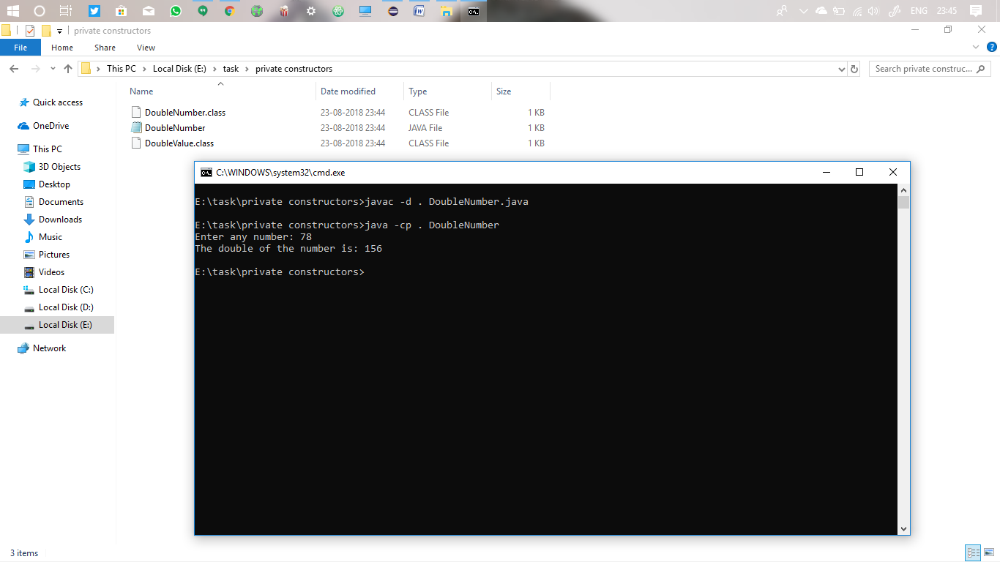 ENG 23:45
private constructors
File Home Share View
This PC Local Disk (E:) task private constructors Search private construc...
Name Date modified Type Size
Quick access
OneDrive
This PC
3D Objects
Desktop
Documents
Downloads
Music
Pictures
Videos
Local Disk (C:)
Local Disk (D:)
Local Disk (E:)
Network
DoubleNumber.class 23-08-2018 23:44 CLASS File 1 KB
DoubleNumber 23-08-2018 23:44 JAVA File 1 KB
DoubleValue.class 23-08-2018 23:44 CLASS File 1 KB
C:\WINDOWS\system32\cmd.exe
E:\task\private constructors>javac -d . DoubleNumber.java
E:\task\private constructors>java -cp . DoubleNumber
Enter any number: 78
The double of the number is: 156
E:\task\private constructors>
3 items